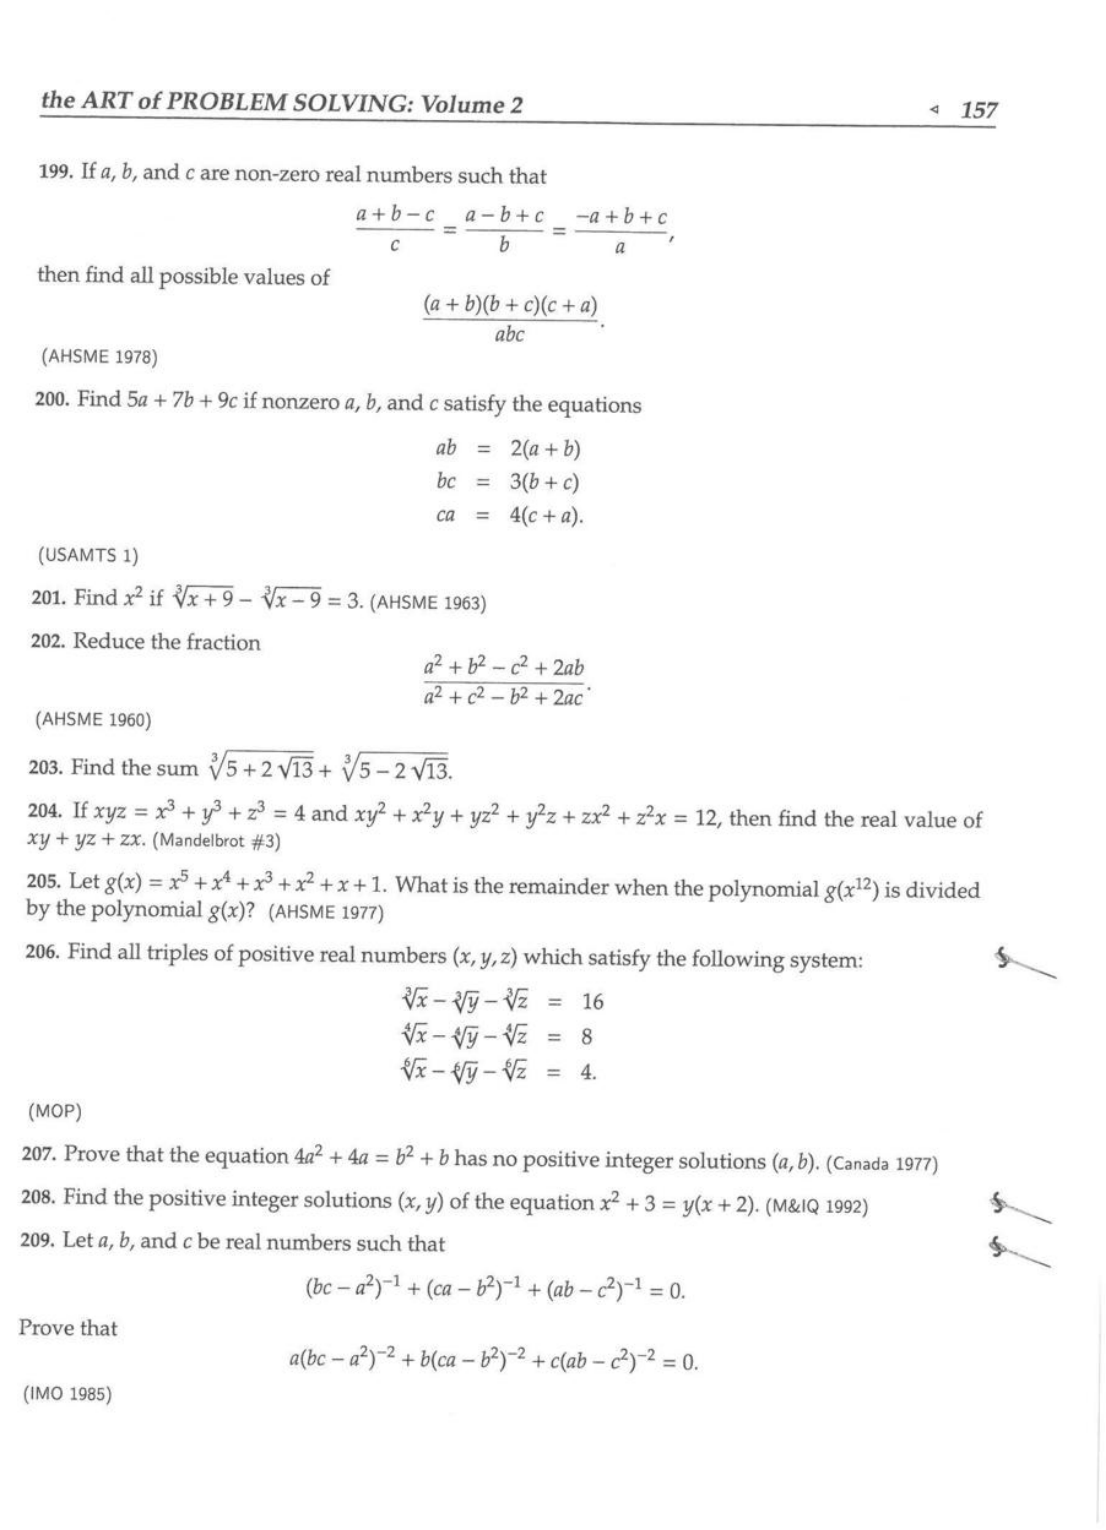 the ART of PROBLEM SOLVING: Volume 2 ◃ 157
199. If a, b, and c are non-zero real numbers such that
(a + b − c)/c = (a − b + c)/b = (−a + b + c)/a,
then find all possible values of
(a + b)(b + c)(c + a)/abc.
(AHSME 1978)
200. Find 5a + 7b + 9c if nonzero a, b, and c satisfy the equations
ab = 2(a + b)
bc = 3(b + c)
ca = 4(c + a).
(USAMTS 1)
201. Find x² if ∛(x + 9) − ∛(x − 9) = 3. (AHSME 1963)
202. Reduce the fraction
(a² + b² − c² + 2ab)/(a² + c² − b² + 2ac).
(AHSME 1960)
203. Find the sum ∛(5 + 2√13) + ∛(5 − 2√13).
204. If xyz = x³ + y³ + z³ = 4 and xy² + x²y + yz² + y²z + zx² + z²x = 12, then find the real value of
xy + yz + zx. (Mandelbrot #3)
205. Let g(x) = x⁵ + x⁴ + x³ + x² + x + 1. What is the remainder when the polynomial g(x¹²) is divided
by the polynomial g(x)? (AHSME 1977)
206. Find all triples of positive real numbers (x, y, z) which satisfy the following system:
∛x − ∛y − ∛z = 16
∜x − ∜y − ∜z = 8
⁶√x − ⁶√y − ⁶√z = 4.
(MOP)
207. Prove that the equation 4a² + 4a = b² + b has no positive integer solutions (a, b). (Canada 1977)
208. Find the positive integer solutions (x, y) of the equation x² + 3 = y(x + 2). (M&IQ 1992)
209. Let a, b, and c be real numbers such that
(bc − a²)⁻¹ + (ca − b²)⁻¹ + (ab − c²)⁻¹ = 0.
Prove that
a(bc − a²)⁻² + b(ca − b²)⁻² + c(ab − c²)⁻² = 0.
(IMO 1985)